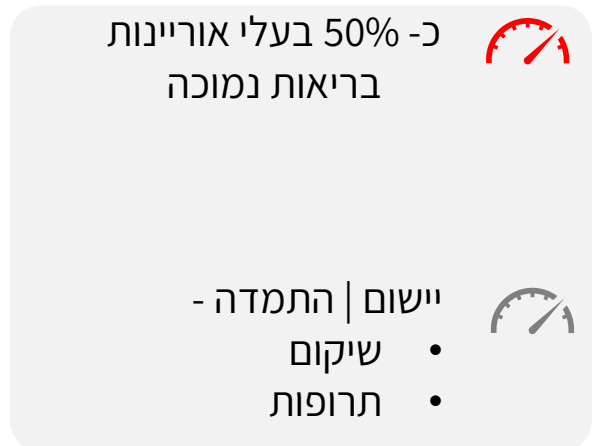 כ- 50% בעלי אוריינות
בריאות נמוכה
יישום | התמדה -
• שיקום
• תרופות